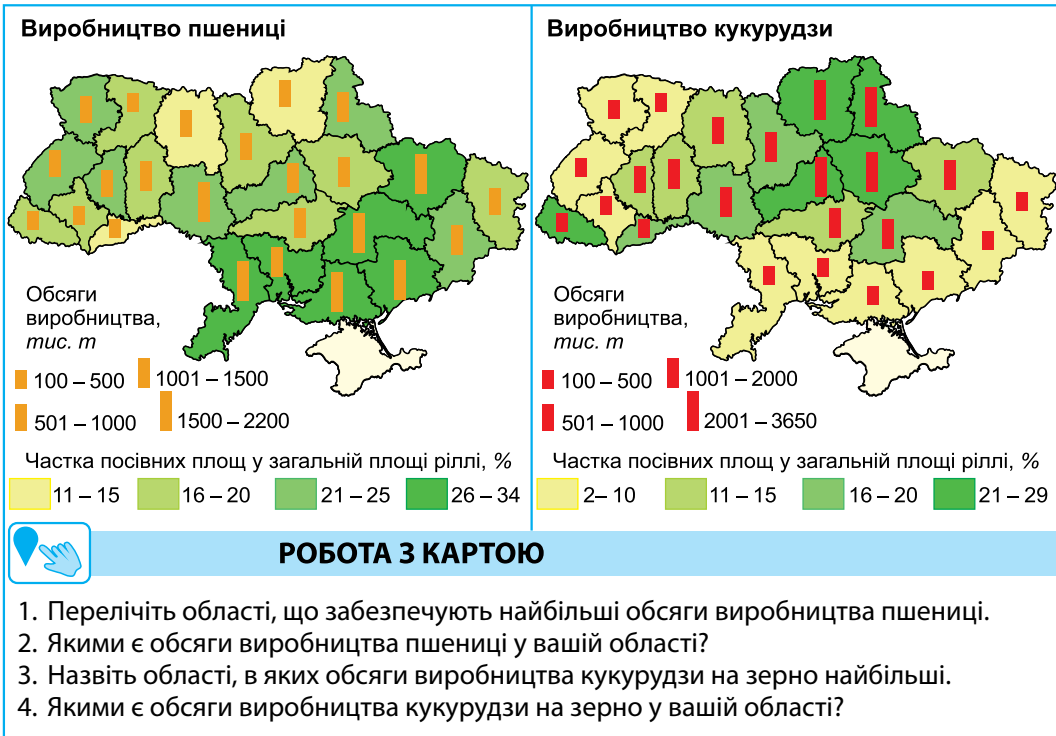 Виробництво пшениці
Обсяги
виробництва,
тис. т
100 – 500
1001 – 1500
501 – 1000
1500 – 2200
Частка посівних площ у загальній площі ріллі, %
11 – 15
16 – 20
21 – 25
26 – 34
Виробництво кукурудзи
Обсяги
виробництва,
тис. т
100 – 500
1001 – 2000
501 – 1000
2001 – 3650
Частка посівних площ у загальній площі ріллі, %
2– 10
11 – 15
16 – 20
21 – 29
РОБОТА З КАРТОЮ
1. Перелічіть області, що забезпечують найбільші обсяги виробництва пшениці.
2. Якими є обсяги виробництва пшениці у вашій області?
3. Назвіть області, в яких обсяги виробництва кукурудзи на зерно найбільші.
4. Якими є обсяги виробництва кукурудзи на зерно у вашій області?